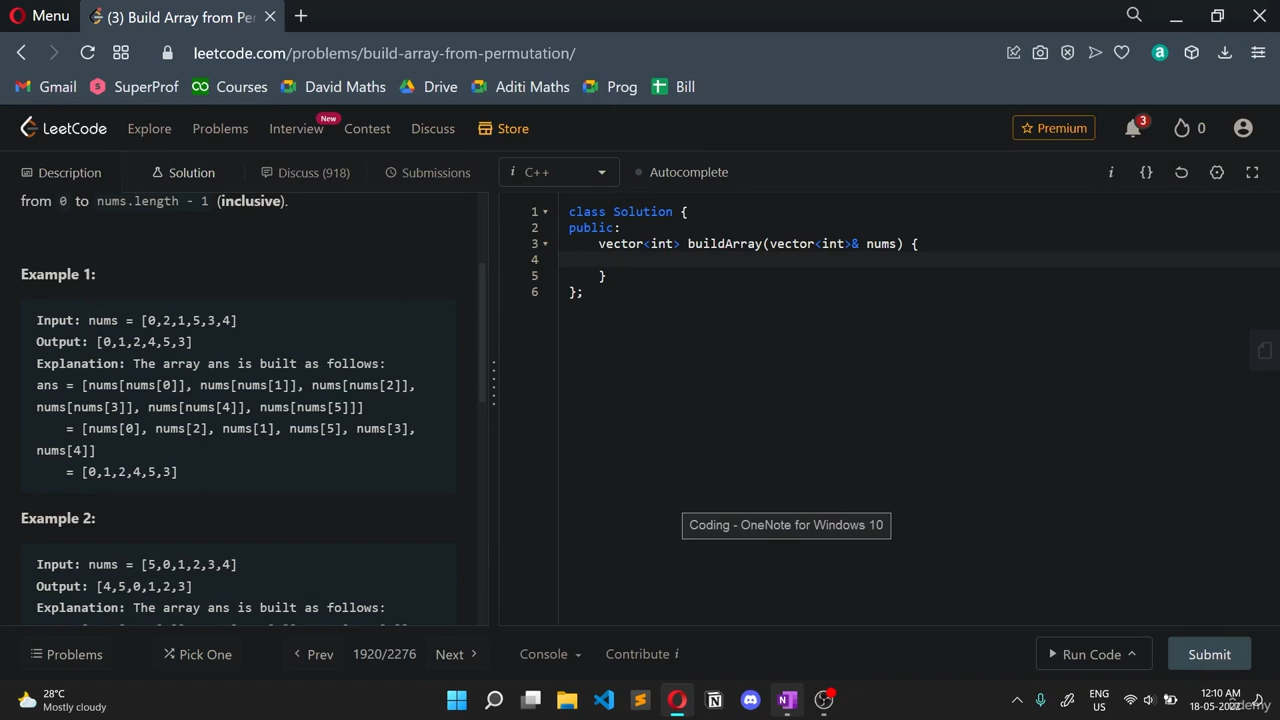 Menu
(3) Build Array from Pe
leetcode.com/problems/build-array-from-permutation/
Gmail SuperProf Courses David Maths Drive Aditi Maths Prog Bill
LeetCode Explore Problems Interview New Contest Discuss Store Premium 3 0
Description Solution Discuss (918) Submissions i C++ Autocomplete i {}
from 0 to nums.length - 1 (inclusive).
Example 1:
Input: nums = [0,2,1,5,3,4]
Output: [0,1,2,4,5,3]
Explanation: The array ans is built as follows:
ans = [nums[nums[0]], nums[nums[1]], nums[nums[2]],
nums[nums[3]], nums[nums[4]], nums[nums[5]]]
= [nums[0], nums[2], nums[1], nums[5], nums[3],
nums[4]]
= [0,1,2,4,5,3]
Example 2:
Input: nums = [5,0,1,2,3,4]
Output: [4,5,0,1,2,3]
Explanation: The array ans is built as follows:
1 class Solution {
2 public:
3 vector<int> buildArray(vector<int>& nums) {
4
5 }
6 };
Coding - OneNote for Windows 10
Problems Pick One Prev 1920/2276 Next Console Contribute i Run Code Submit
28°C
Mostly cloudy
ENG
US
12:10 AM
18-05-2022